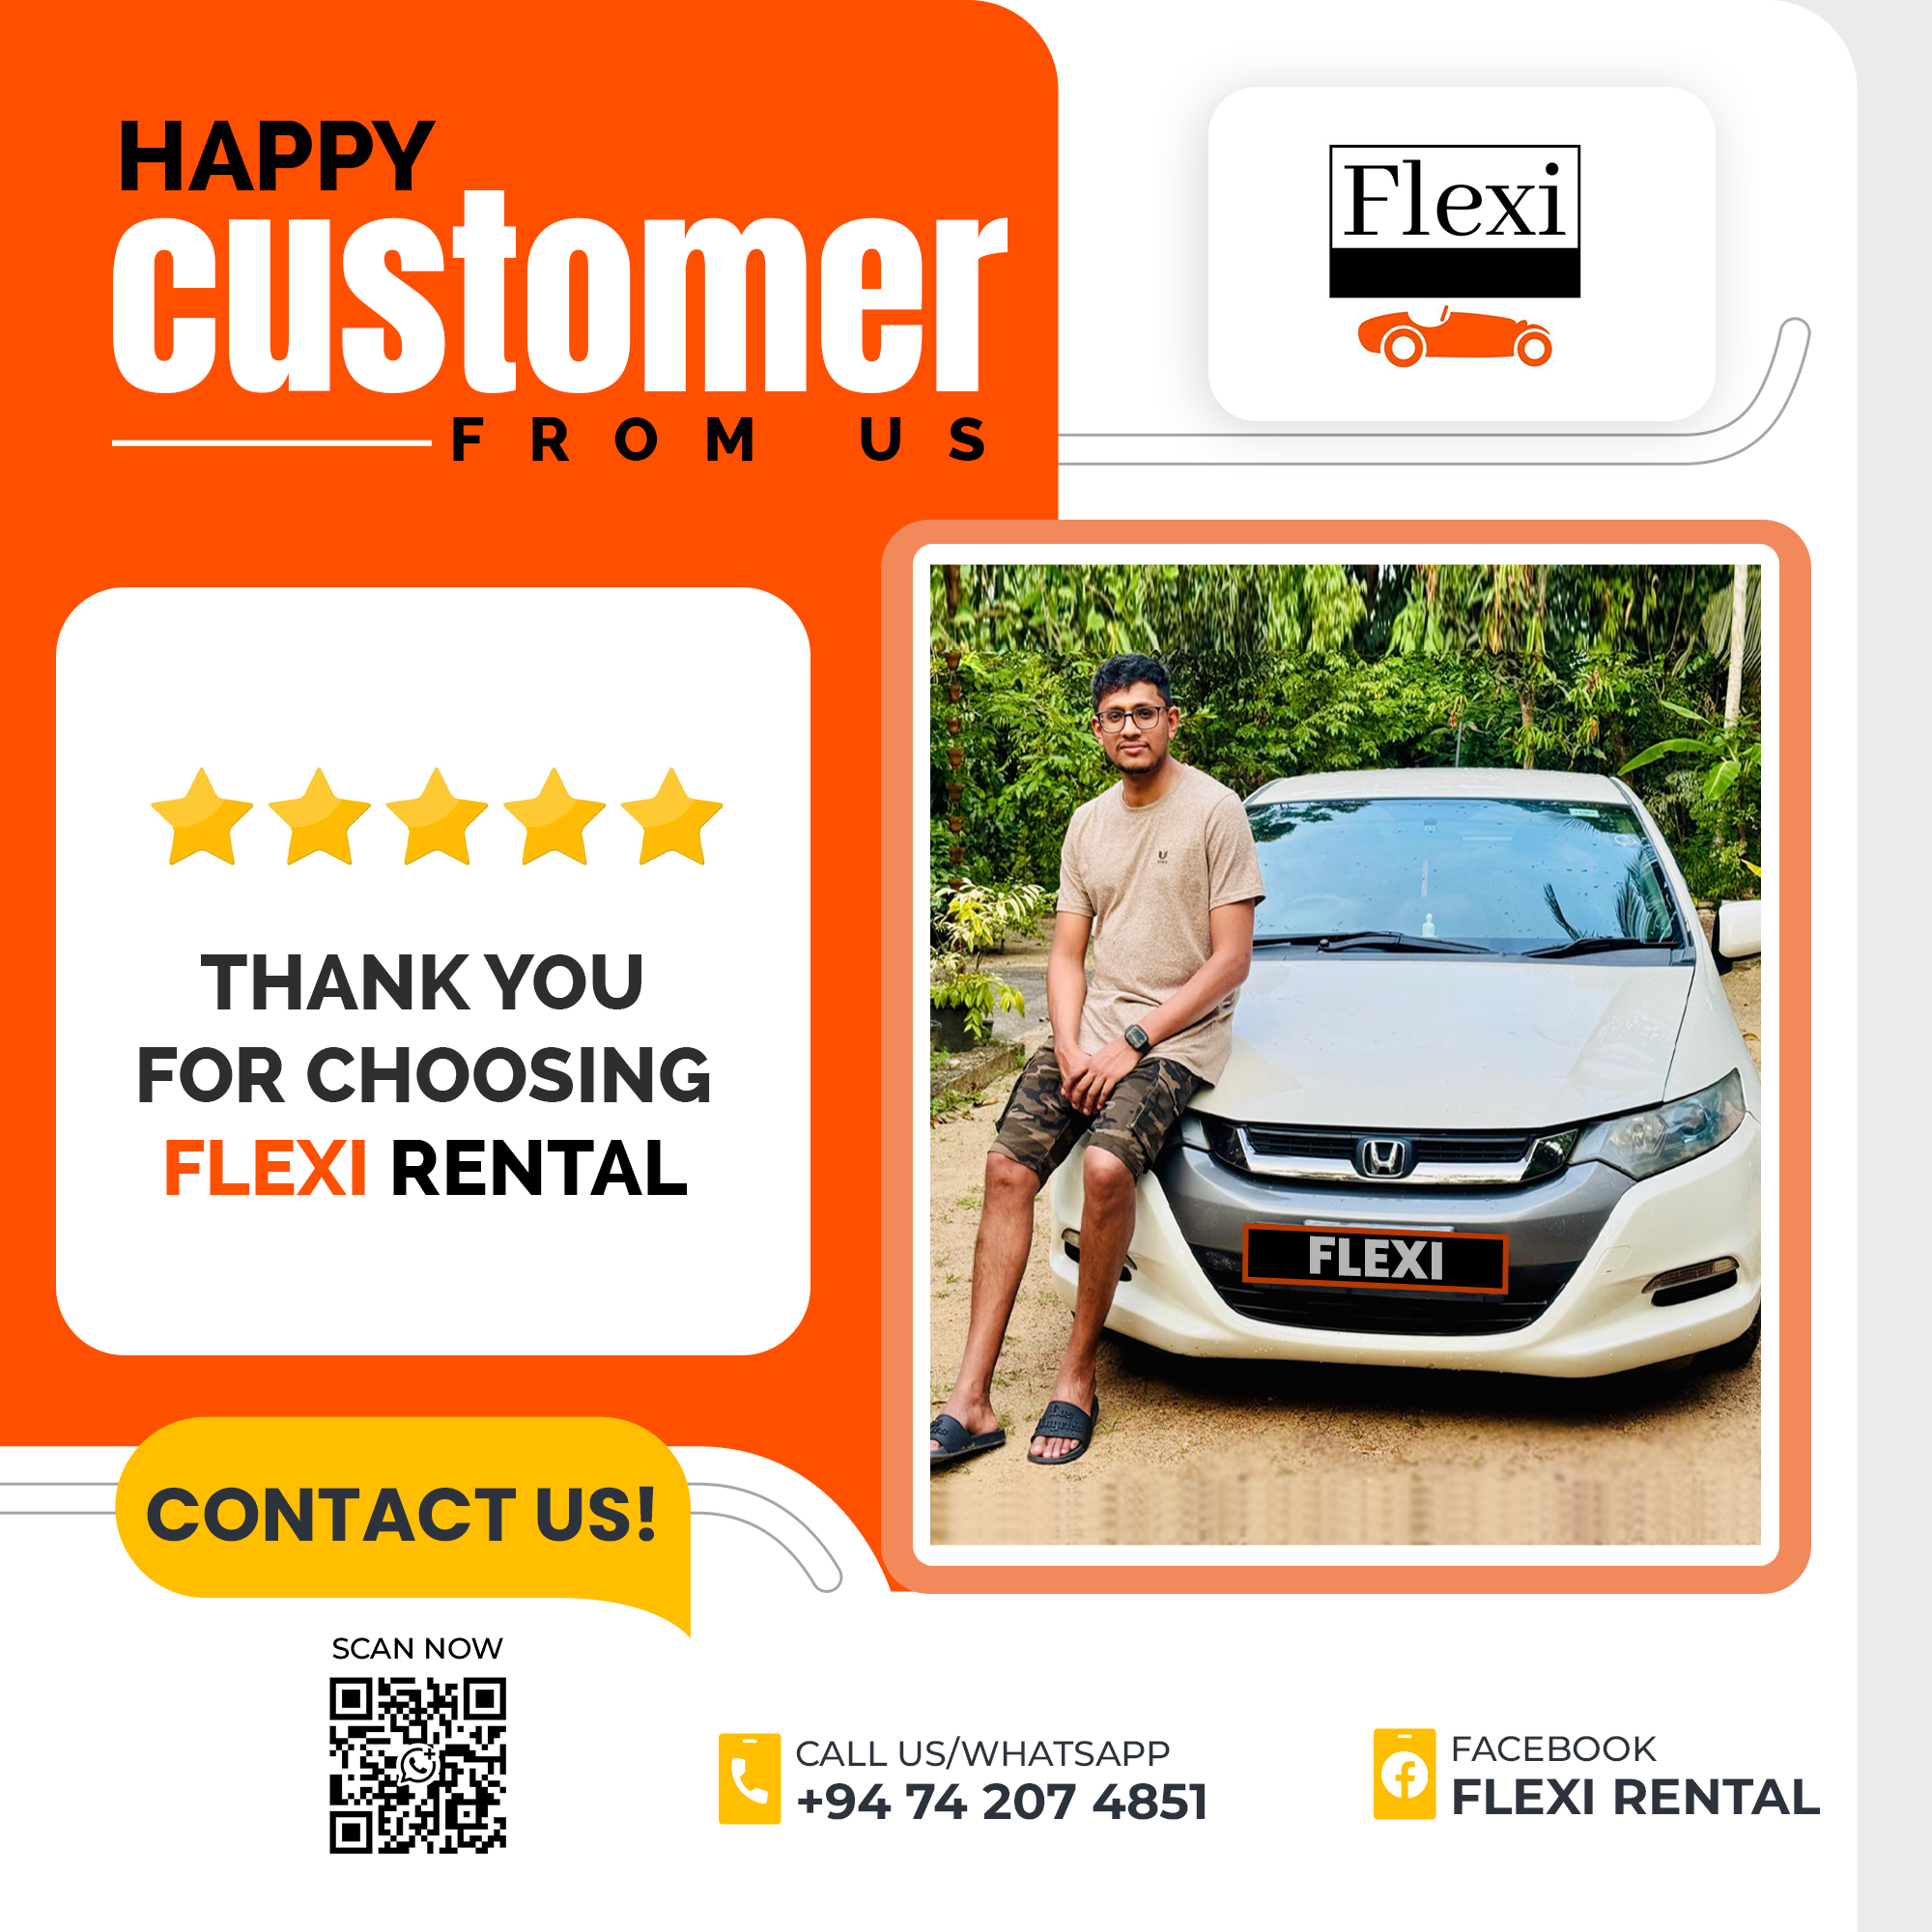 HAPPY
customer
FROM US
Flexi
THANK YOU
FOR CHOOSING
FLEXI RENTAL
FLEXI
CONTACT US!
SCAN NOW
CALL US/WHATSAPP
+94 74 207 4851
FACEBOOK
FLEXI RENTAL